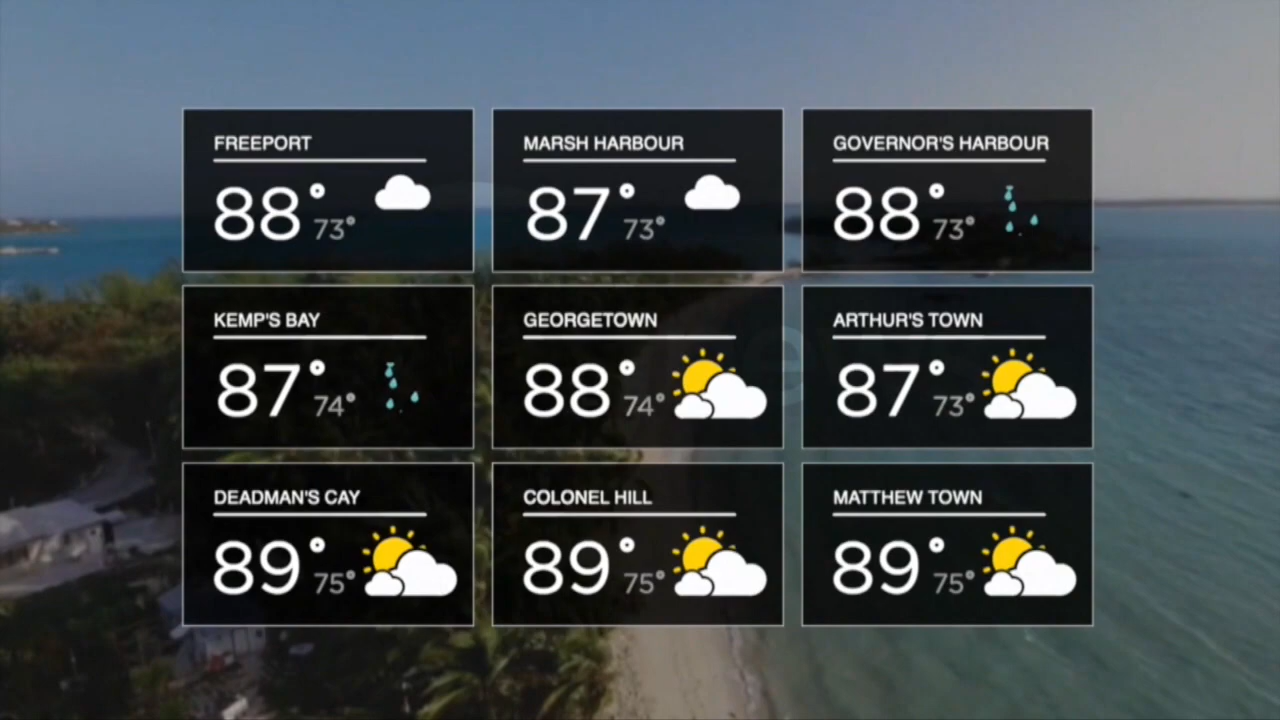 FREEPORT
88° 73°
MARSH HARBOUR
87° 73°
GOVERNOR'S HARBOUR
88° 73°
KEMP'S BAY
87° 74°
GEORGETOWN
88° 74°
ARTHUR'S TOWN
87° 73°
DEADMAN'S CAY
89° 75°
COLONEL HILL
89° 75°
MATTHEW TOWN
89° 75°